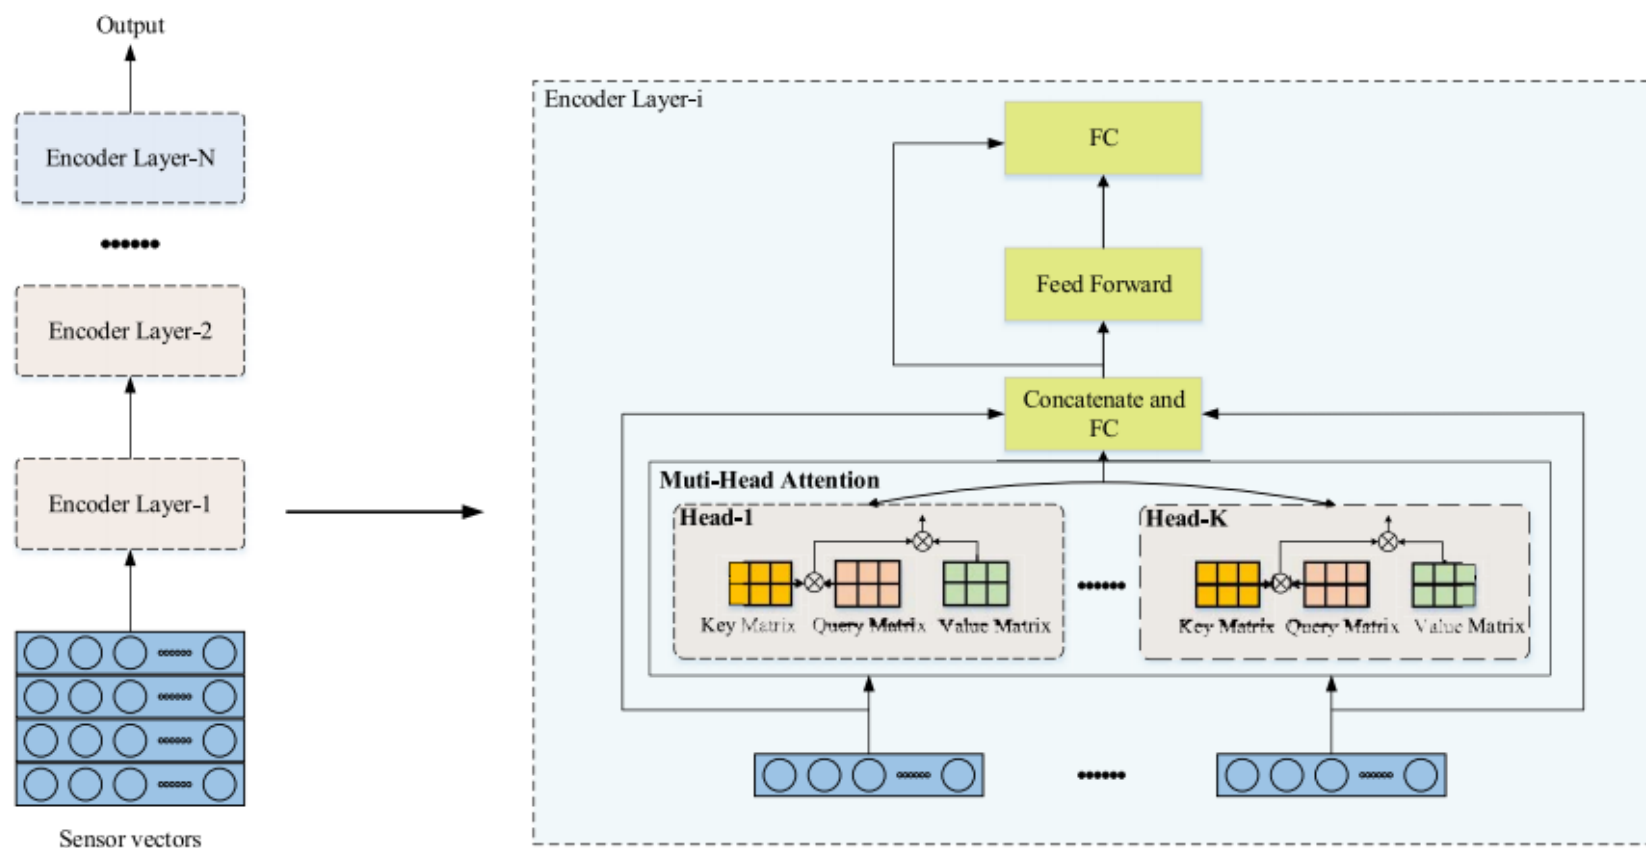 Output
Encoder Layer-N
Encoder Layer-2
Encoder Layer-1
Sensor vectors
Encoder Layer-i
FC
Feed Forward
Concatenate and
FC
Muti-Head Attention
Head-1
Key Matrix Query Matrix Value Matrix
Head-K
Key Matrix Query Matrix Value Matrix